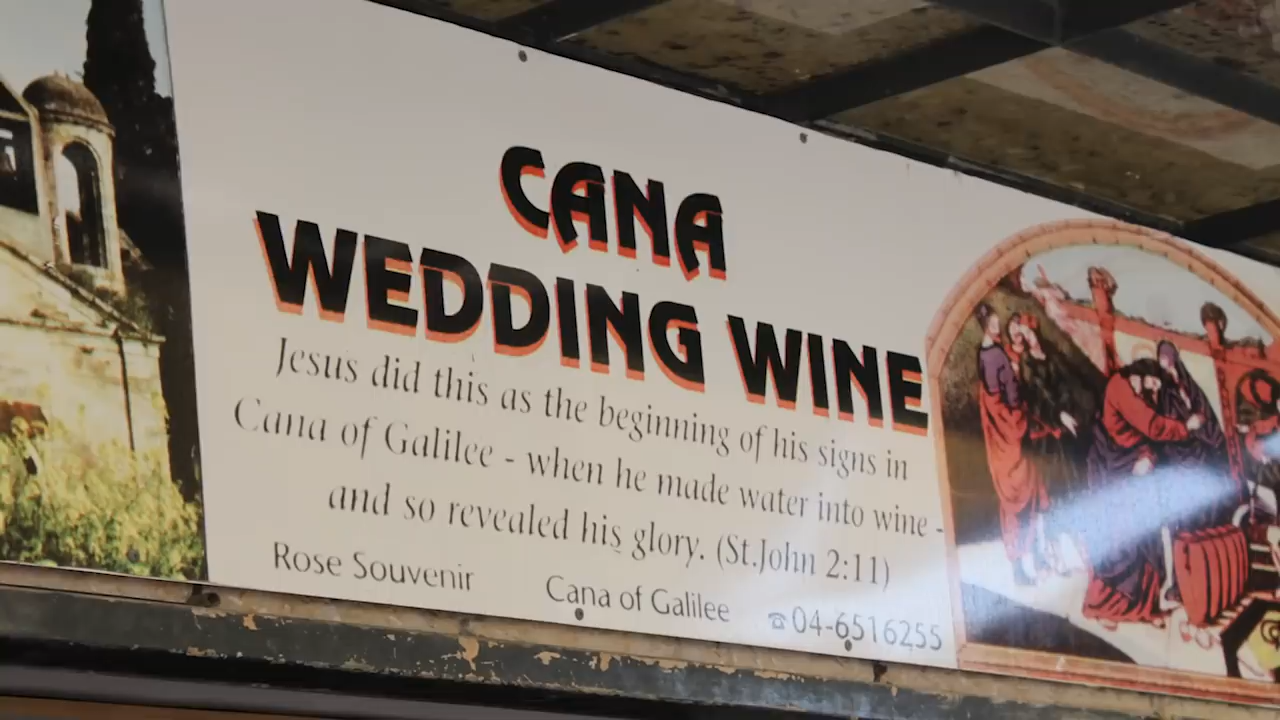 CANA
WEDDING WINE
Jesus did this as the beginning of his signs in
Cana of Galilee - when he made water into wine -
and so revealed his glory. (St.John 2:11)
Rose Souvenir Cana of Galilee ☎04-6516255